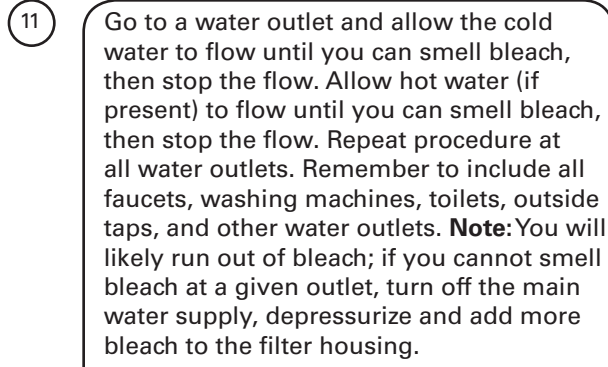 11
Go to a water outlet and allow the cold
water to flow until you can smell bleach,
then stop the flow. Allow hot water (if
present) to flow until you can smell bleach,
then stop the flow. Repeat procedure at
all water outlets. Remember to include all
faucets, washing machines, toilets, outside
taps, and other water outlets. Note: You will
likely run out of bleach; if you cannot smell
bleach at a given outlet, turn off the main
water supply, depressurize and add more
bleach to the filter housing.